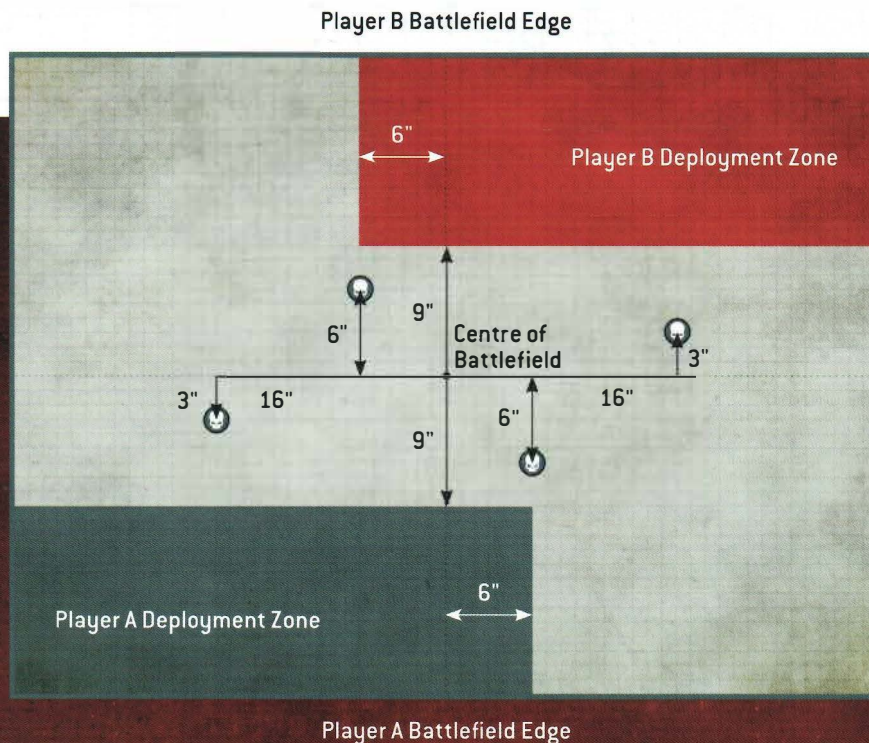 Player B Battlefield Edge
6"
Player B Deployment Zone
9"
6"
Centre of
Battlefield
3"
3"
16"
6"
16"
9"
6"
Player A Deployment Zone
Player A Battlefield Edge